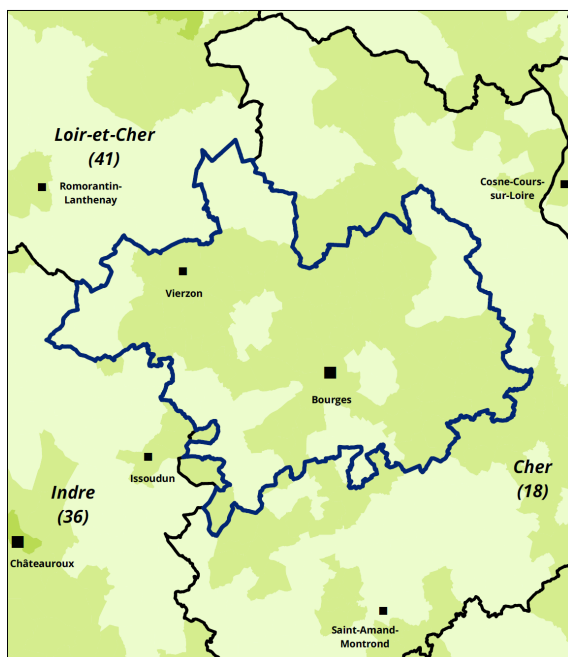 Loir-et-Cher
(41)
Romorantin-
Lanthenay
Cosne-Cours-
sur-Loire
Vierzon
Bourges
Issoudun
Indre
(36)
Cher
(18)
Châteauroux
Saint-Amand-
Montrond